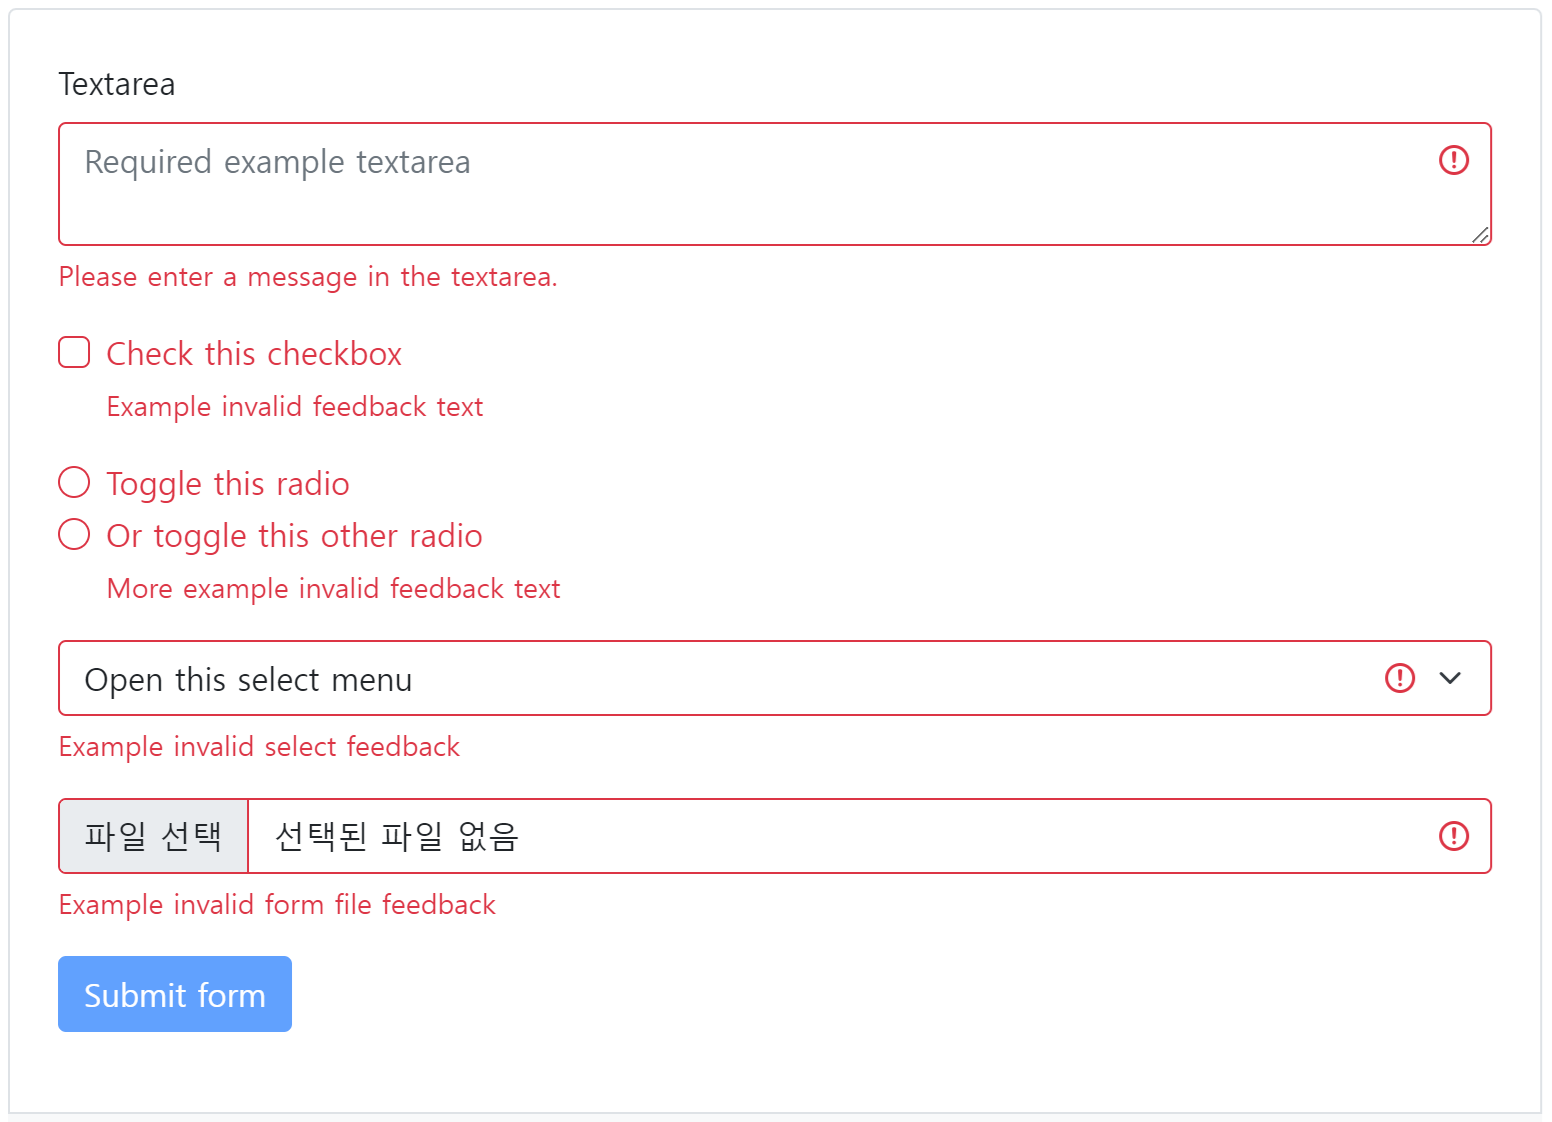 Textarea
Required example textarea
Please enter a message in the textarea.
Check this checkbox
Example invalid feedback text
Toggle this radio
Or toggle this other radio
More example invalid feedback text
Open this select menu
Example invalid select feedback
파일 선택 선택된 파일 없음
Example invalid form file feedback
Submit form